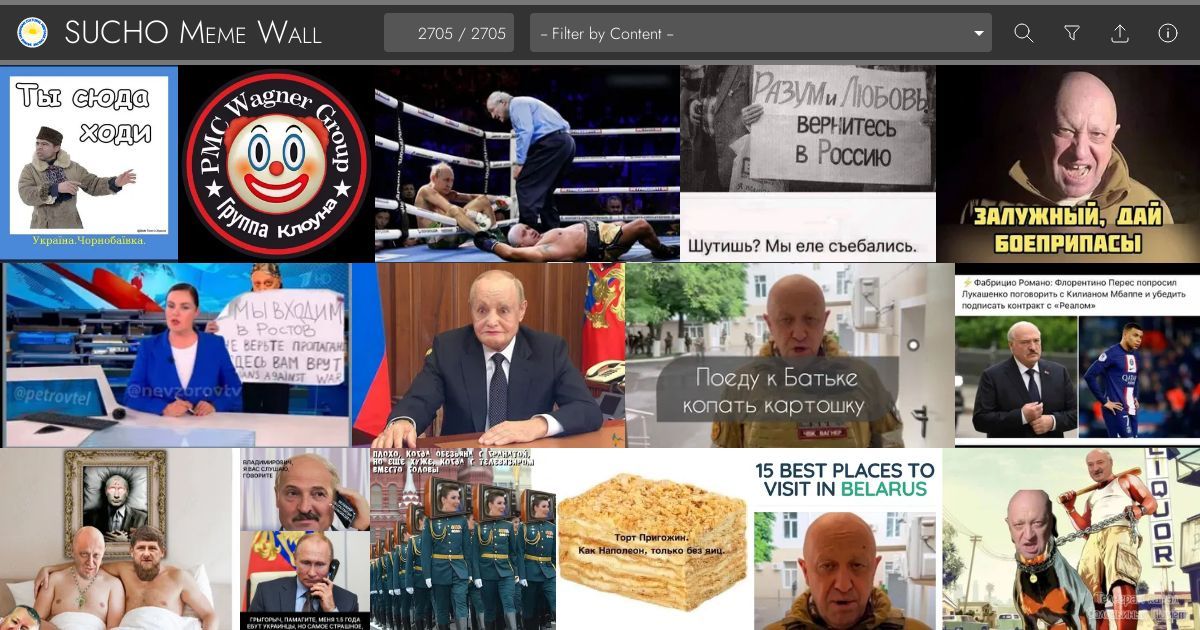 SUCHO Meme Wall
2705 / 2705
-- Filter by Content --
Ты сюда
ходи
Україна.Чорнобаївка.
PMC Wagner Group
Группа Клоуна
Разум и Любовь
вернитесь
в Россию
Шутишь? Мы еле съебались.
ЗАЛУЖНЫЙ, ДАЙ
БОЕПРИПАСЫ
МЫ ВХОДИМ
в Ростов
НЕ ВЕРЬТЕ ПРОПАГАНДЕ
ЗДЕСЬ ВАМ ВРУТ
IANS AGAINST WAR
@petrovtel
@nevzorovtv
Поеду к Батьке
копать картошку
ЧВК ВАГНЕР
⚡Фабрицио Романо: Флорентино Перес попросил
Лукашенко поговорить с Килианом Мбаппе и убедить
подписать контракт с «Реалом»
ВЛАДИМИРОВИЧ,
Я ВАС СЛУШАЮ,
ГОВОРИТЕ
ГРЫГОРЫЧ, ПАМАГИТЕ, МЕНЯ 1.5 ГОДА
ЕБУТ УКРАИНЦЫ, НО САМОЕ СТРАШНОЕ,
ПЛОХО, КОГДА ОБЕЗЬЯНА С ГРАНАТОЙ,
НО ЕЩЕ ХУЖЕ, КОГДА С ТЕЛЕВИЗИРОМ
ВМЕСТО ГОЛОВЫ
Торт Пригожин.
Как Наполеон, только без яиц.
15 BEST PLACES TO
VISIT IN BELARUS
LIQUOR